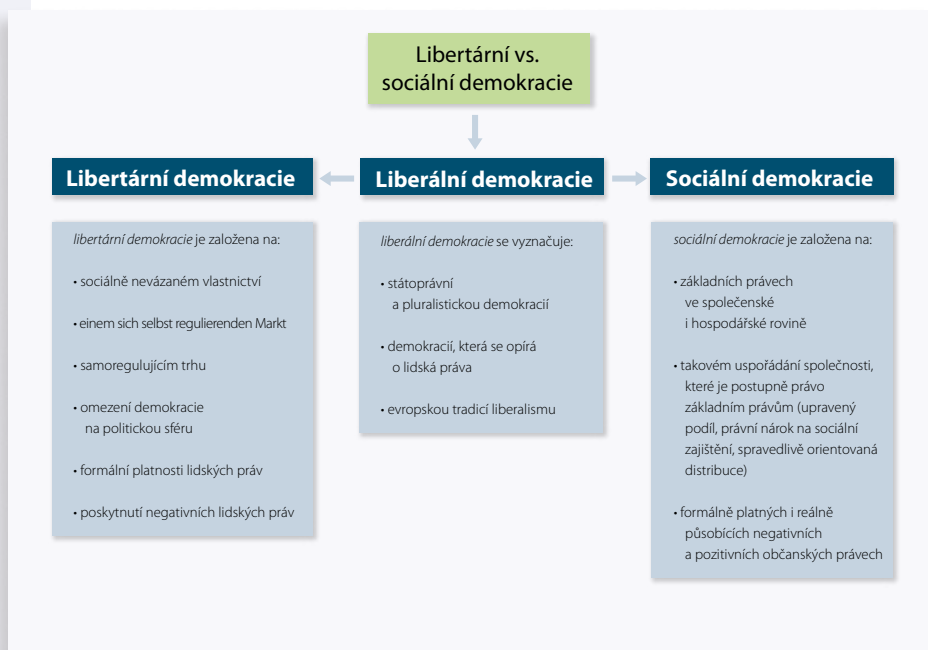 Libertární vs.
sociální demokracie
Libertární demokracie
libertární demokracie je založena na:
• sociálně nevázaném vlastnictví
• einem sich selbst regulierenden Markt
• samoregulujícím trhu
• omezení demokracie
na politickou sféru
• formální platnosti lidských práv
• poskytnutí negativních lidských práv
Liberální demokracie
liberální demokracie se vyznačuje:
• státoprávní
a pluralistickou demokracií
• demokracií, která se opírá
o lidská práva
• evropskou tradicí liberalismu
Sociální demokracie
sociální demokracie je založena na:
• základních právech
ve společenské
i hospodářské rovině
• takovém uspořádání společnosti,
které je postupně právo
základním právům (upravený
podíl, právní nárok na sociální
zajištění, spravedlivě orientovaná
distribuce)
• formálně platných i reálně
působících negativních
a pozitivních občanských právech